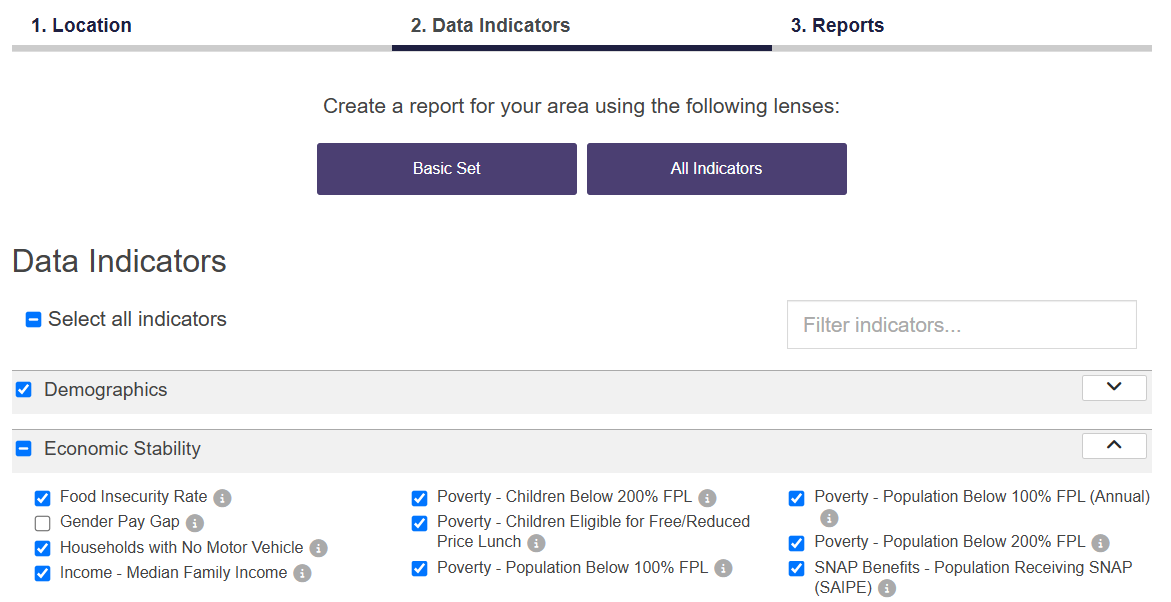 1. Location
2. Data Indicators
3. Reports
Create a report for your area using the following lenses:
Basic Set
All Indicators
Data Indicators
Select all indicators
Filter indicators...
Demographics
Economic Stability
Food Insecurity Rate
Gender Pay Gap
Households with No Motor Vehicle
Income - Median Family Income
Poverty - Children Below 200% FPL
Poverty - Children Eligible for Free/Reduced
Price Lunch
Poverty - Population Below 100% FPL
Poverty - Population Below 100% FPL (Annual)
Poverty - Population Below 200% FPL
SNAP Benefits - Population Receiving SNAP
(SAIPE)